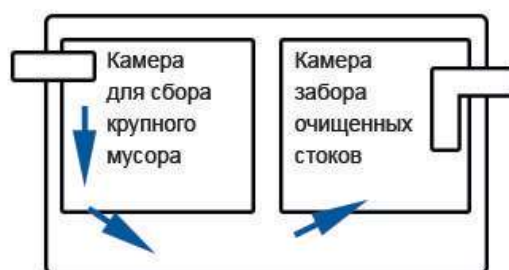 Камера
для сбора
крупного
мусора
Камера
забора
очищенных
стоков